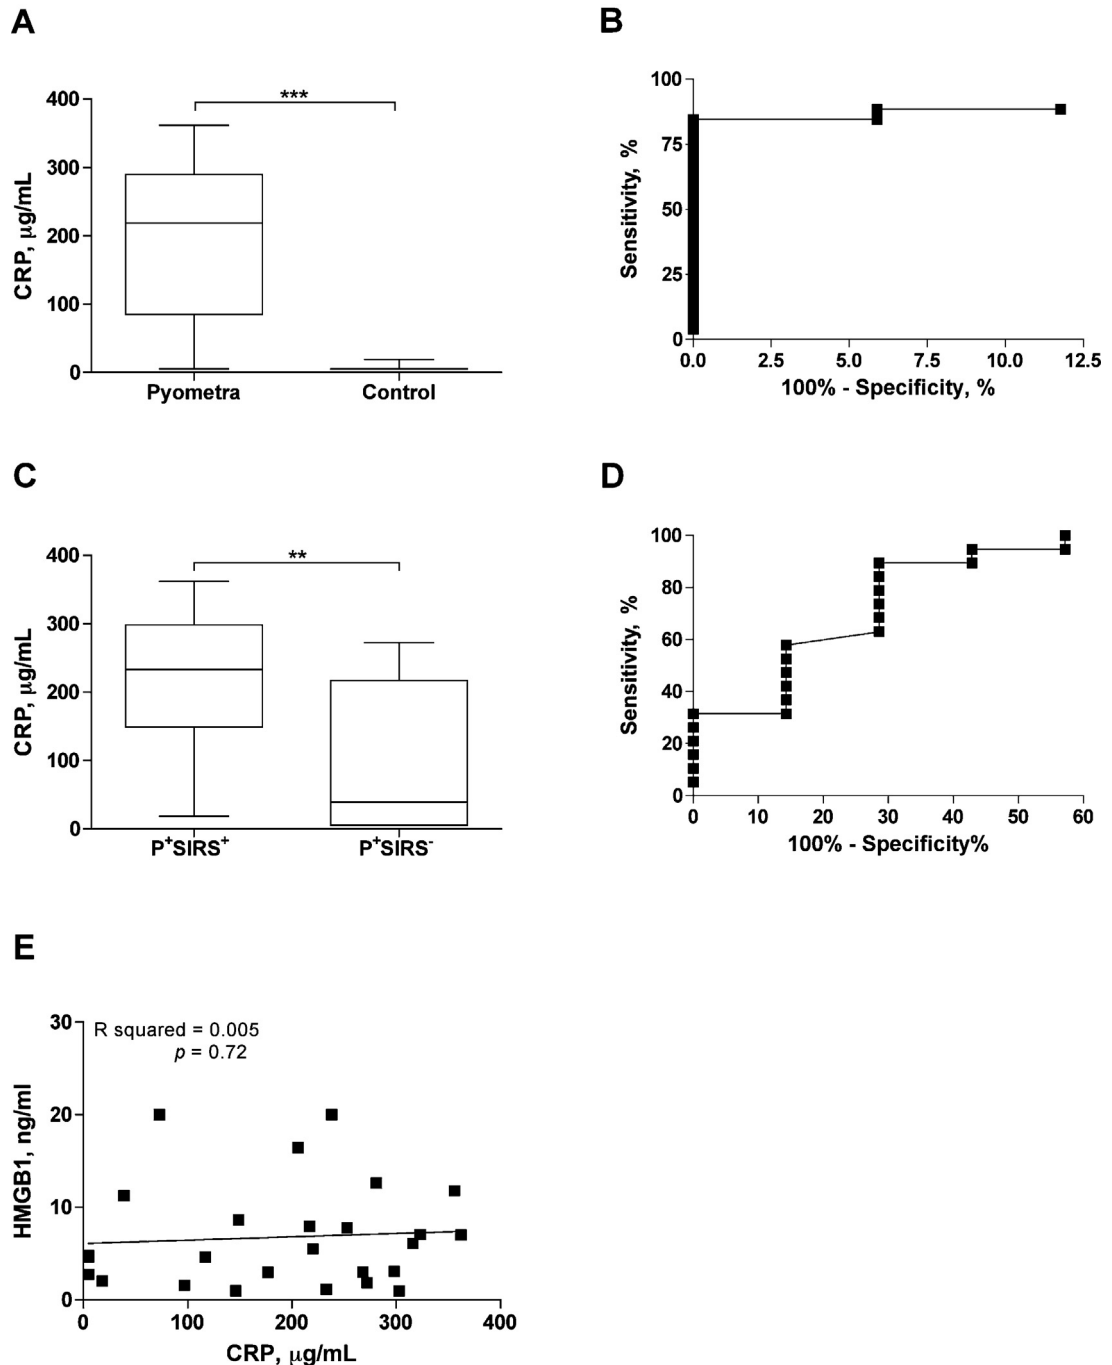 A
CRP, μg/mL
400
300
200
100
0
***
Pyometra
Control
B
Sensitivity, %
100
75
50
25
0
0.0
2.5
5.0
7.5
10.0
12.5
100% - Specificity, %
C
CRP, μg/mL
400
300
200
100
0
**
P⁺SIRS⁺
P⁺SIRS⁻
D
Sensitivity, %
100
80
60
40
20
0
0
10
20
30
40
50
60
100% - Specificity%
E
R squared = 0.005
p = 0.72
HMGB1, ng/ml
30
20
10
0
0
100
200
300
400
CRP, μg/mL